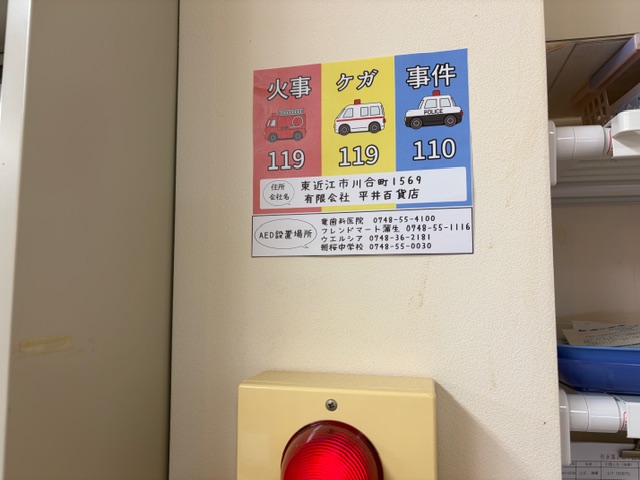 火事 ケガ 事件
POLICE
119 119 110
住所 東近江市川合町1569
会社名 有限会社 平井百貨店
AED設置場所
竜歯科医院 0748-55-4100
フレンドマート蒲生 0748-55-1116
ウエルシア 0748-36-2181
朝桜中学校 0748-55-0030